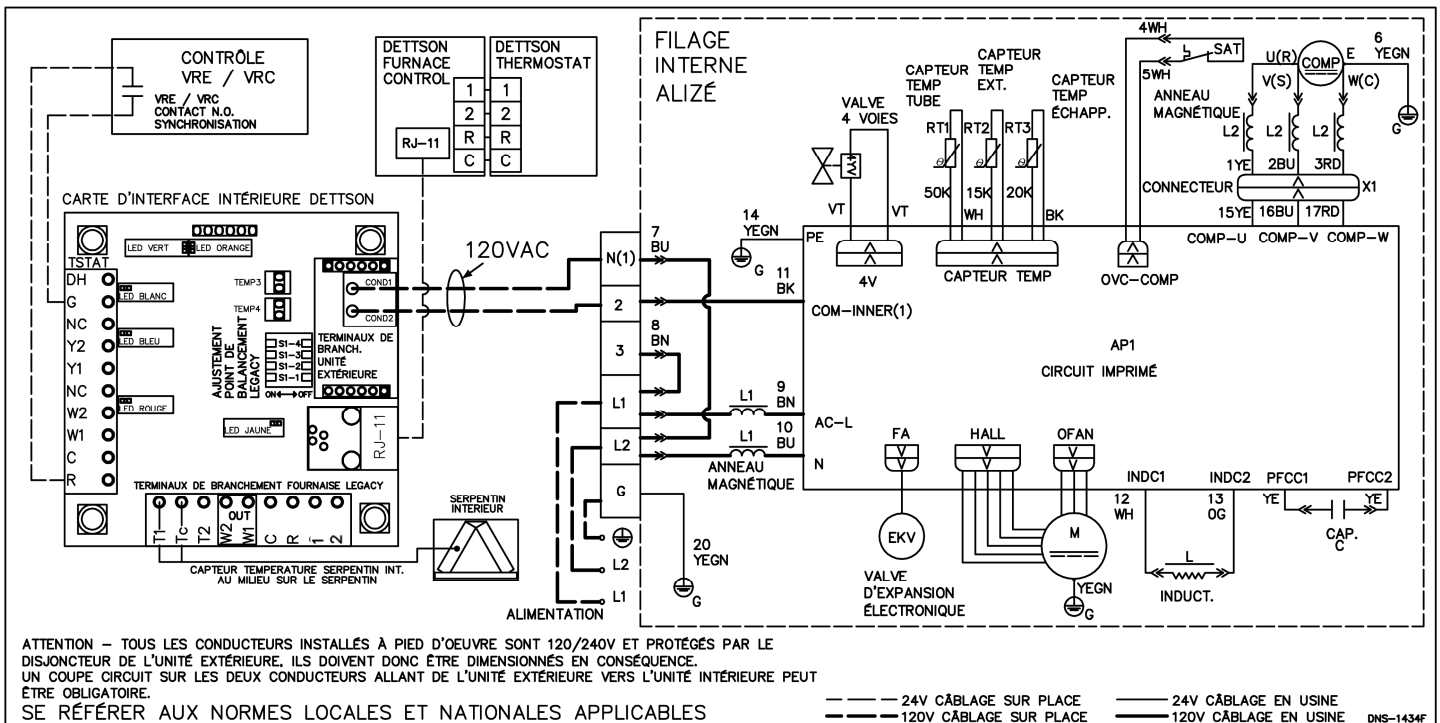 CONTRÔLE
VRE / VRC
VRE / VRC
CONTACT N.O.
SYNCHRONISATION
DETTSON
FURNACE
CONTROL
RJ-11
1
2
R
C
DETTSON
THERMOSTAT
1
2
R
C
CARTE D'INTERFACE INTÉRIEURE DETTSON
LED VERT
LED ORANGE
TSTAT
DH
G
NC
Y2
Y1
NC
W2
W1
C
R
LED BLANC
LED BLEU
LED ROUGE
LED JAUNE
TEMP3
TEMP4
AJUSTEMENT
POINT DE
BALANCEMENT
LEGACY
S1-4
S1-3
S1-2
S1-1
ON
OFF
COND1
COND2
TERMINAUX DE
BRANCH.
UNITÉ
EXTÉRIEURE
RJ-11
TERMINAUX DE BRANCHEMENT FOURNAISE LEGACY
OUT
T1
Tc
T2
W2
W1
C
R
1
2
CAPTEUR TEMPERATURE SERPENTIN INT.
AU MILIEU SUR LE SERPENTIN
SERPENTIN
INTERIEUR
120VAC
N(1)
2
3
L1
L2
G
L2
L1
ALIMENTATION
FILAGE
INTERNE
ALIZÉ
7
BU
8
BN
20
YEGN
G
14
YEGN
G
11
BK
L1
9
BN
L1
10
BU
ANNEAU
MAGNÉTIQUE
VALVE
4 VOIES
4YV
VT
VT
CAPTEUR
TEMP
TUBE
CAPTEUR
TEMP
EXT.
CAPTEUR
TEMP
ÉCHAPP.
RT1
RT2
RT3
θ
θ
θ
50K
15K
20K
WH
BK
4WH
5WH
SAT
U(R)
V(S)
W(C)
COMP
E
6
YEGN
G
ANNEAU
MAGNÉTIQUE
L2
L2
L2
1YE
2BU
3RD
CONNECTEUR
X1
15YE
16BU
17RD
PE
4V
CAPTEUR TEMP
OVC-COMP
COMP-U
COMP-V
COMP-W
COM-INNER(1)
AP1
CIRCUIT IMPRIMÉ
AC-L
N
FA
HALL
OFAN
INDC1
INDC2
PFCC1
PFCC2
12
WH
13
OG
YE
YE
CAP.
C
EKV
VALVE
D'EXPANSION
ÉLECTRONIQUE
M
YEGN
G
L
INDUCT.
ATTENTION – TOUS LES CONDUCTEURS INSTALLÉS À PIED D'OEUVRE SONT 120/240V ET PROTÉGÉS PAR LE
DISJONCTEUR DE L'UNITÉ EXTÉRIEURE. ILS DOIVENT DONC ÊTRE DIMENSIONNÉS EN CONSÉQUENCE.
UN COUPE CIRCUIT SUR LES DEUX CONDUCTEURS ALLANT DE L'UNITÉ EXTÉRIEURE VERS L'UNITÉ INTÉRIEURE PEUT
ÊTRE OBLIGATOIRE.
SE RÉFÉRER AUX NORMES LOCALES ET NATIONALES APPLICABLES
24V CÂBLAGE SUR PLACE
24V CÂBLAGE EN USINE
120V CÂBLAGE SUR PLACE
120V CÂBLAGE EN USINE
DNS-1434F